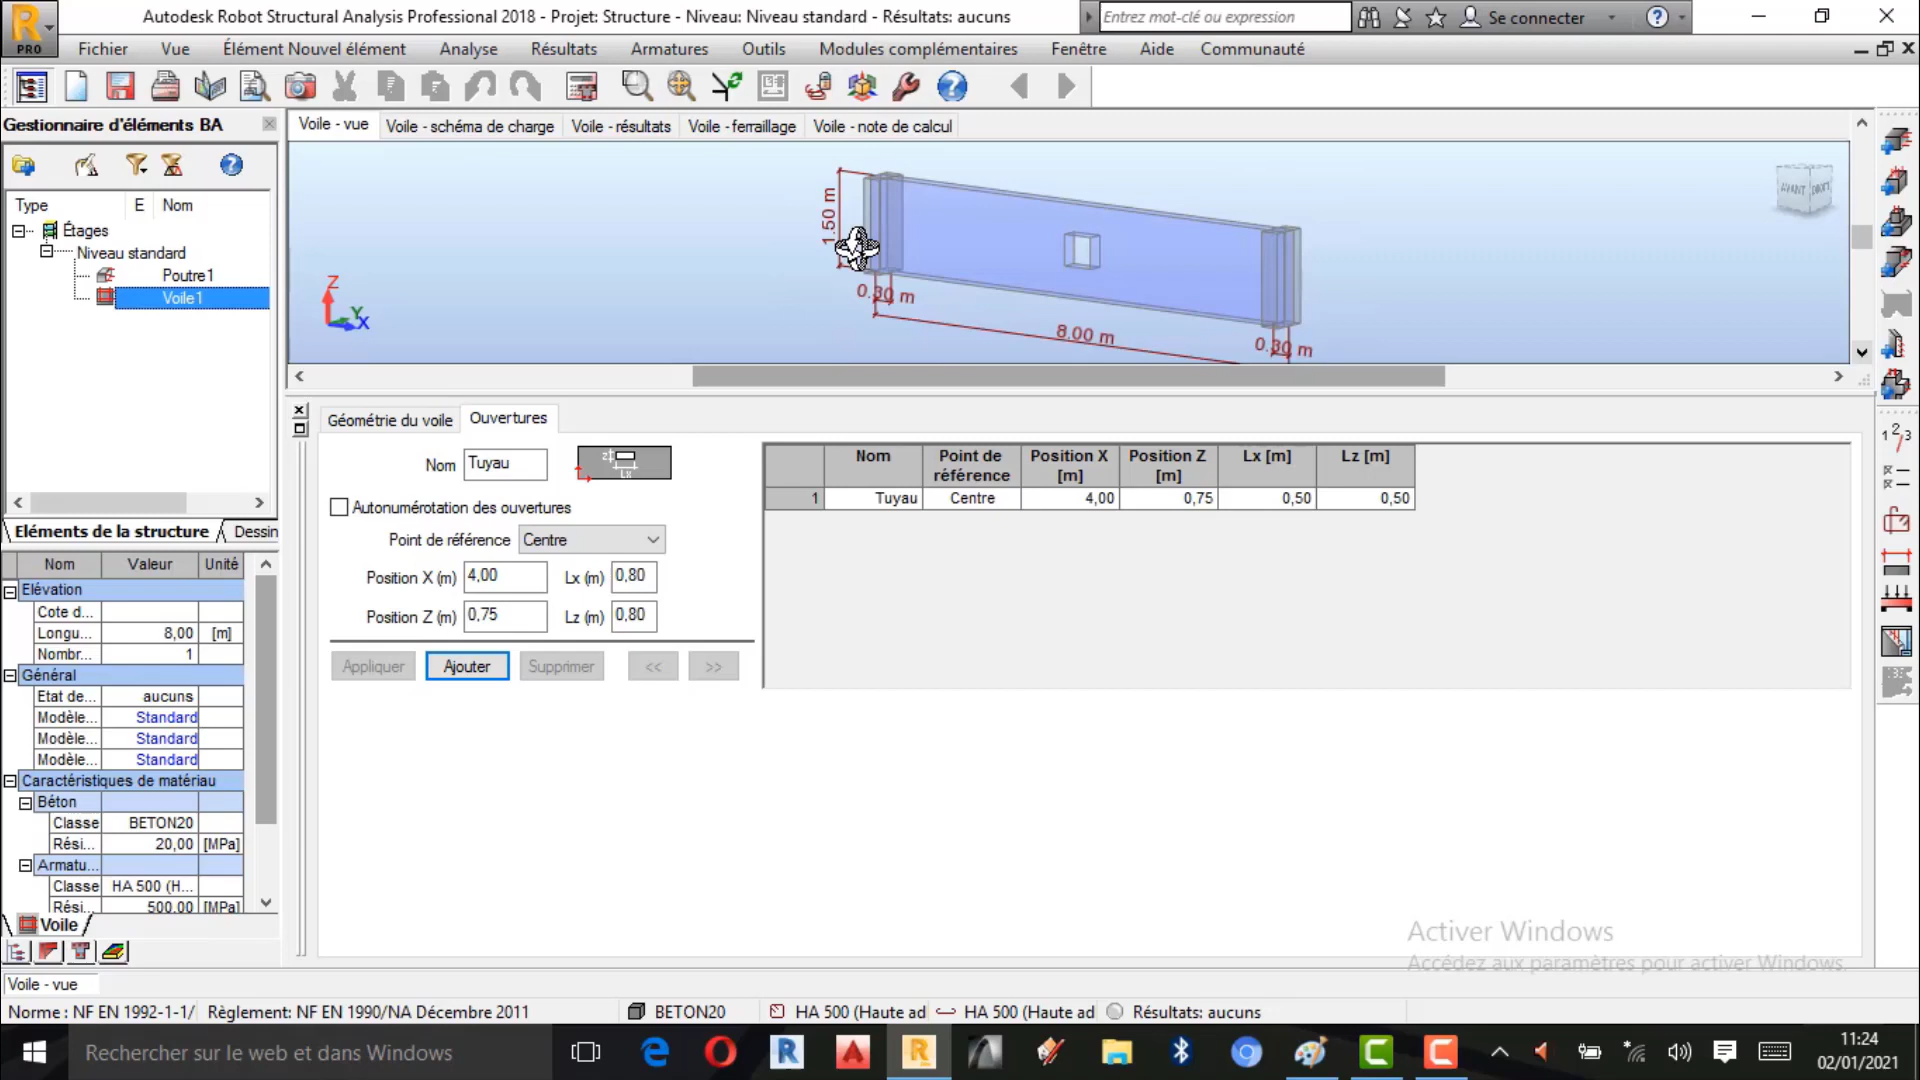 Autodesk Robot Structural Analysis Professional 2018 - Projet: Structure - Niveau: Niveau standard - Résultats: aucuns
Entrez mot-clé ou expression
Se connecter
PRO
Fichier Vue Élément Nouvel élément Analyse Résultats Armatures Outils Modules complémentaires Fenêtre Aide Communauté
Gestionnaire d'éléments BA
Voile - vue Voile - schéma de charge Voile - résultats Voile - ferraillage Voile - note de calcul
Type E Nom
Étages
Niveau standard
Poutre1
Voile1
1.50 m
0.30 m
8.00 m
0.30 m
Z
Y
X
AVANT DROIT
Géométrie du voile Ouvertures
Nom Tuyau
Autonumérotation des ouvertures
Point de référence Centre
Position X (m) 4,00 Lx (m) 0,80
Position Z (m) 0,75 Lz (m) 0,80
Appliquer Ajouter Supprimer << >>
Nom Point de référence Position X [m] Position Z [m] Lx [m] Lz [m]
1 Tuyau Centre 4,00 0,75 0,50 0,50
Eléments de la structure Dessin
Nom Valeur Unité
Elévation
Cote d...
Longu... 8,00 [m]
Nombr... 1
Général
Etat de... aucuns
Modèle... Standard
Modèle... Standard
Modèle... Standard
Caractéristiques de matériau
Béton
Classe BETON20
Rési... 20,00 [MPa]
Armatu...
Classe HA 500 (H...
Rési... 500,00 [MPa]
Voile
Activer Windows
Accédez aux paramètres pour activer Windows.
Voile - vue
Norme : NF EN 1992-1-1/ Règlement: NF EN 1990/NA Décembre 2011 BETON20 HA 500 (Haute ad HA 500 (Haute ad Résultats: aucuns
Rechercher sur le web et dans Windows
11:24
02/01/2021